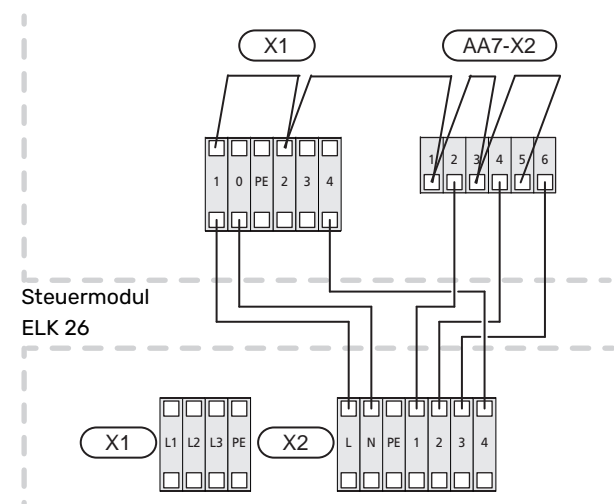 X1 AA7-X2
1 0 PE 2 3 4
1 2 3 4 5 6
Steuermodul
ELK 26
X1 L1 L2 L3 PE X2 L N PE 1 2 3 4